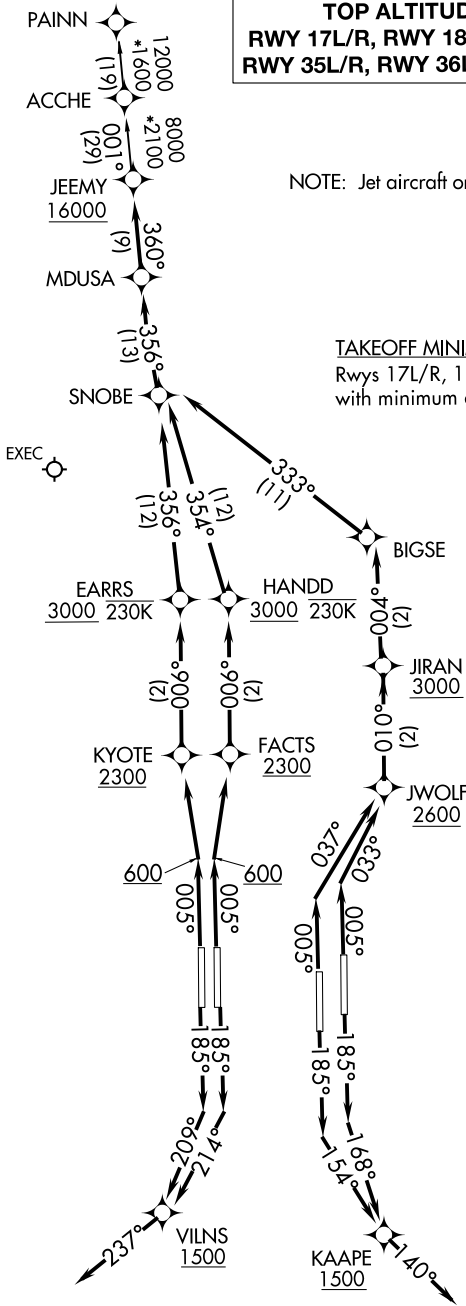 PAINN
TOP ALTITUD
RWY 17L/R, RWY 18
RWY 35L/R, RWY 36L
12000
*1600
(19)
ACCHE
8000
*2100
001°
(29)
JEEMY
16000
NOTE: Jet aircraft on
360°
(9)
MDUSA
356°
(13)
TAKEOFF MINI
Rwys 17L/R, 1
with minimum
SNOBE
EXEC
333°
(11)
356°
(12)
354°
(12)
BIGSE
EARRS
3000 230K
HANDD
3000 230K
004°
(2)
JIRAN
3000
006°
(2)
006°
(2)
010°
(2)
KYOTE
2300
FACTS
2300
JWOLF
2600
037°
033°
600
600
005°
005°
005°
005°
185°
185°
185°
185°
209°
214°
154°
168°
VILNS
1500
237°
KAAPE
1500
140°